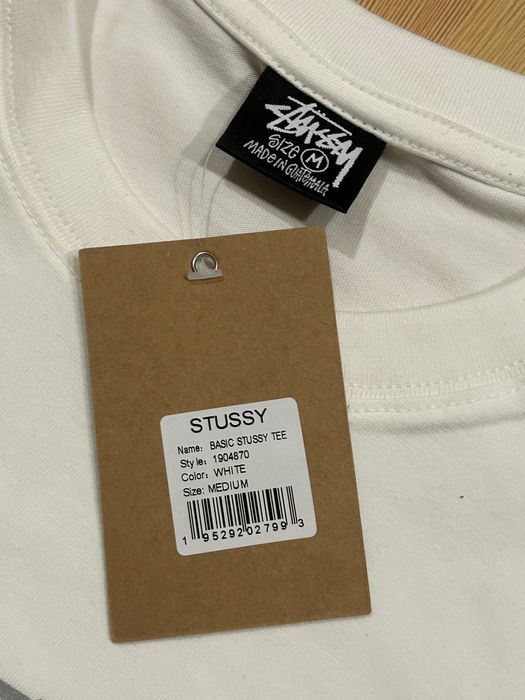 Stüssy
SIZE M
MADE IN GUATEMALA
STUSSY
Name: BASIC STUSSY TEE
Style: 1904870
Color: WHITE
Size: MEDIUM
1 95292 02799 3